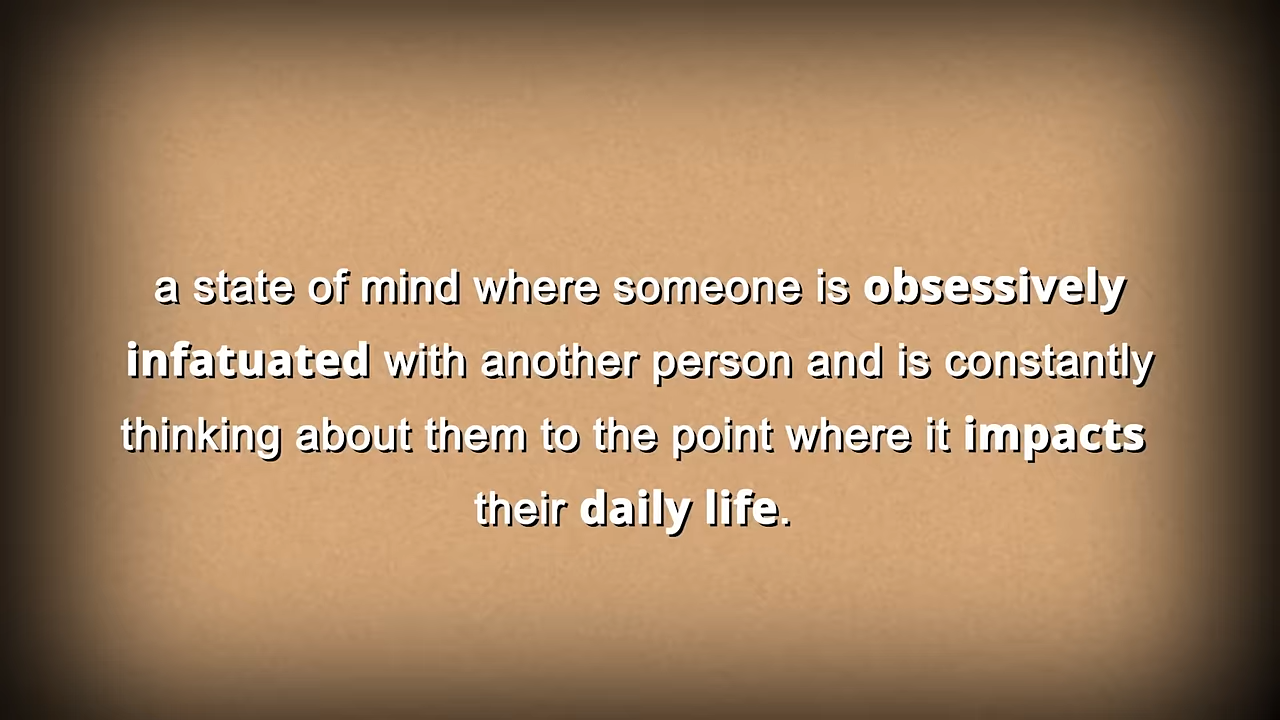 a state of mind where someone is obsessively
infatuated with another person and is constantly
thinking about them to the point where it impacts
their daily life.